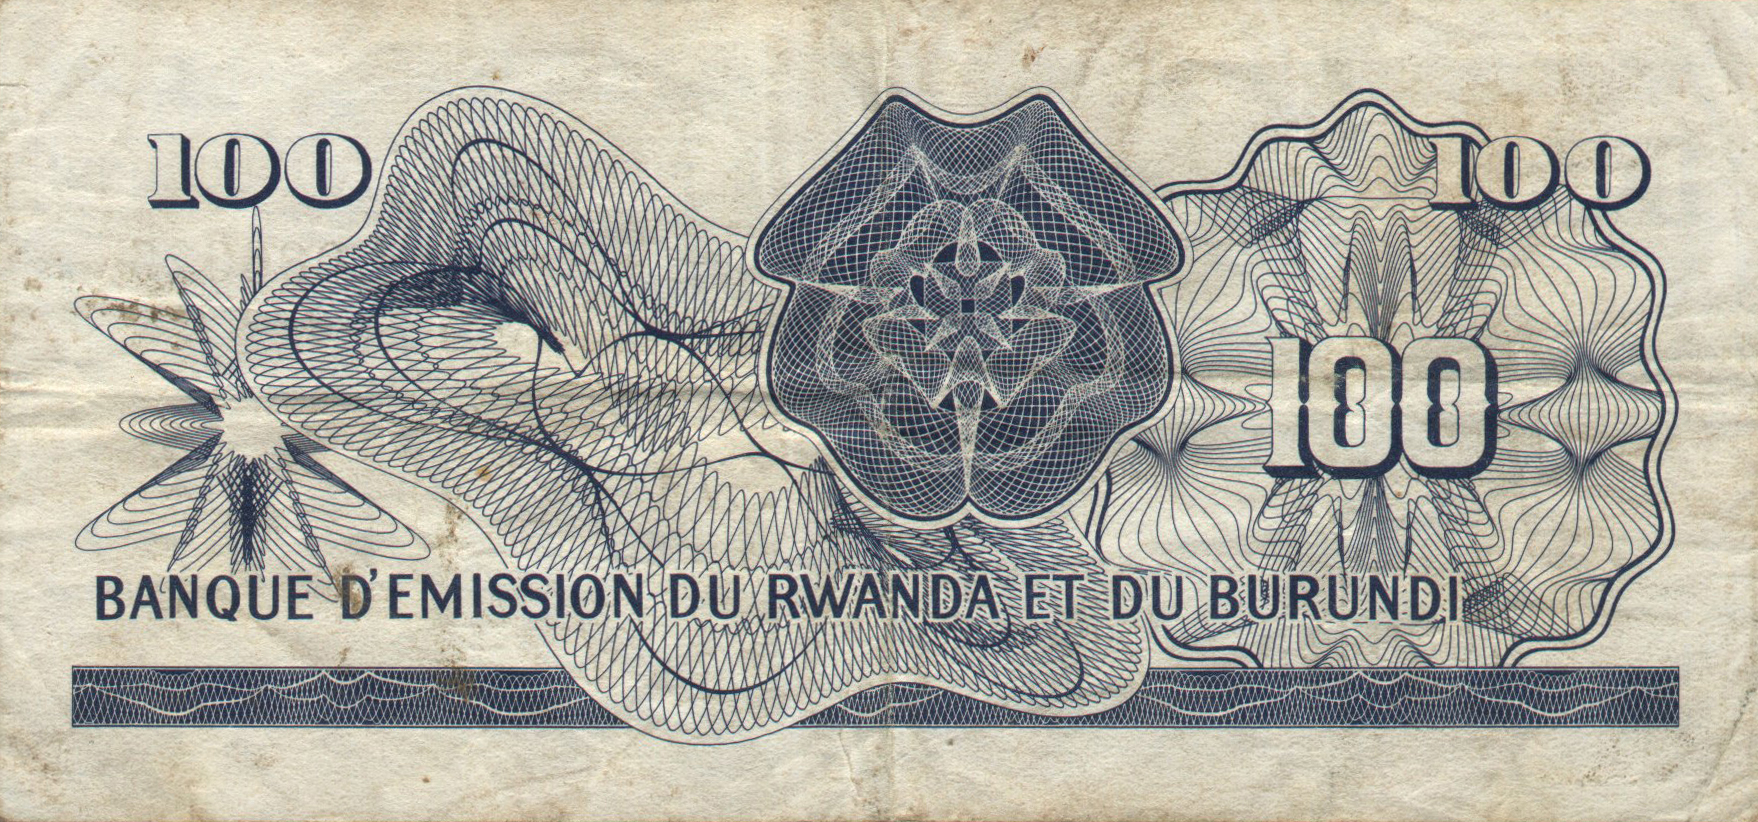 100
100
100
BANQUE D'EMISSION DU RWANDA ET DU BURUNDI